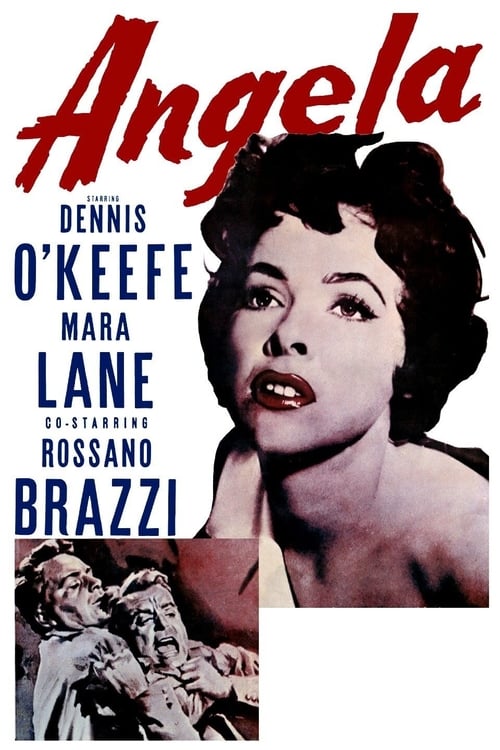 Angela
STARRING
DENNIS
O'KEEFE
MARA
LANE
CO-STARRING
ROSSANO
BRAZZI